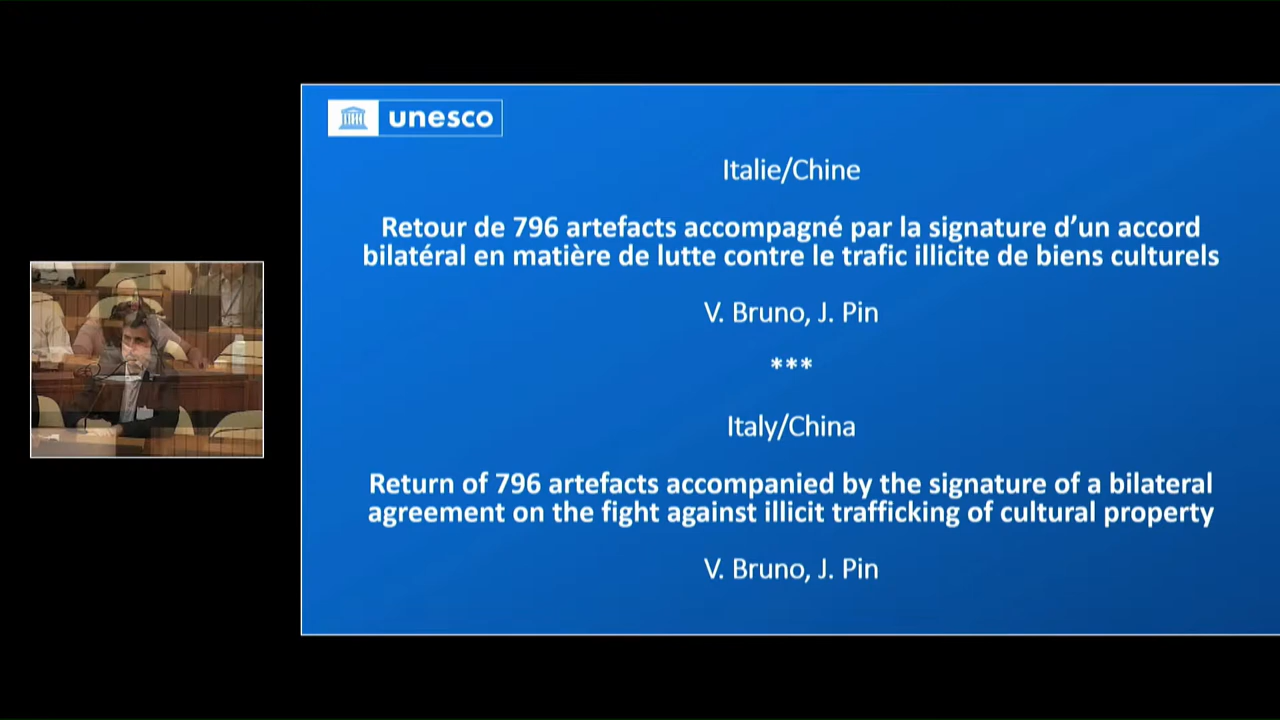 unesco
Italie/Chine
Retour de 796 artefacts accompagné par la signature d’un accord
bilatéral en matière de lutte contre le trafic illicite de biens culturels
V. Bruno, J. Pin
***
Italy/China
Return of 796 artefacts accompanied by the signature of a bilateral
agreement on the fight against illicit trafficking of cultural property
V. Bruno, J. Pin